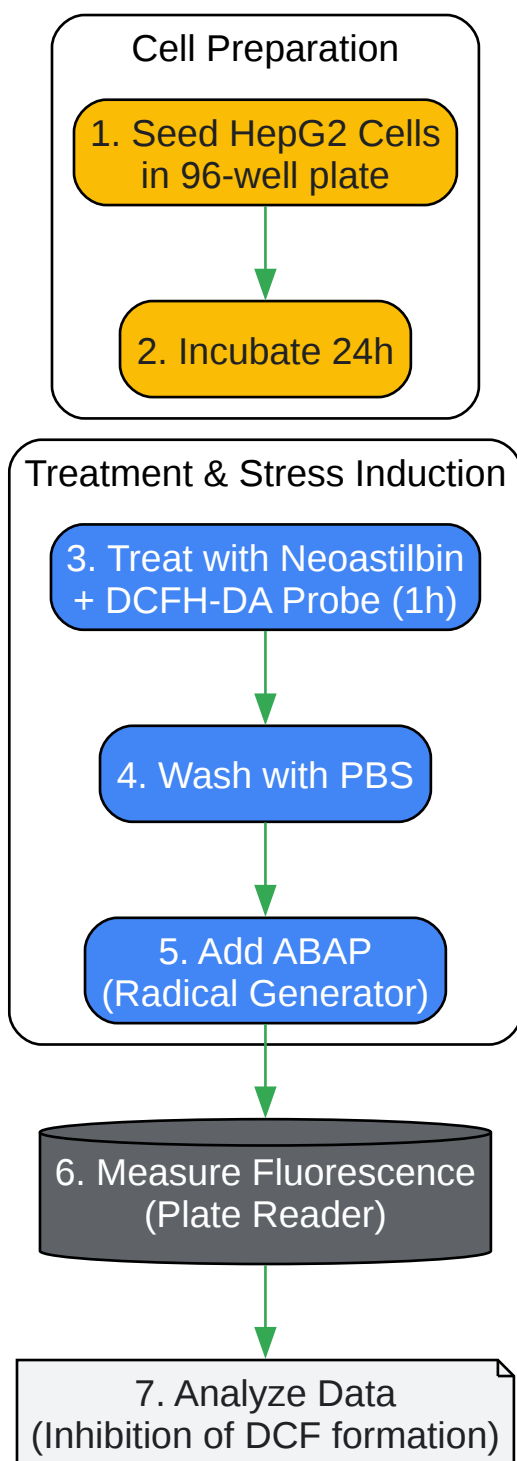 Cell Preparation
1. Seed HepG2 Cells
in 96-well plate
2. Incubate 24h
Treatment & Stress Induction
3. Treat with Neoastilbin
+ DCFH-DA Probe (1h)
4. Wash with PBS
5. Add ABAP
(Radical Generator)
6. Measure Fluorescence
(Plate Reader)
7. Analyze Data
(Inhibition of DCF formation)